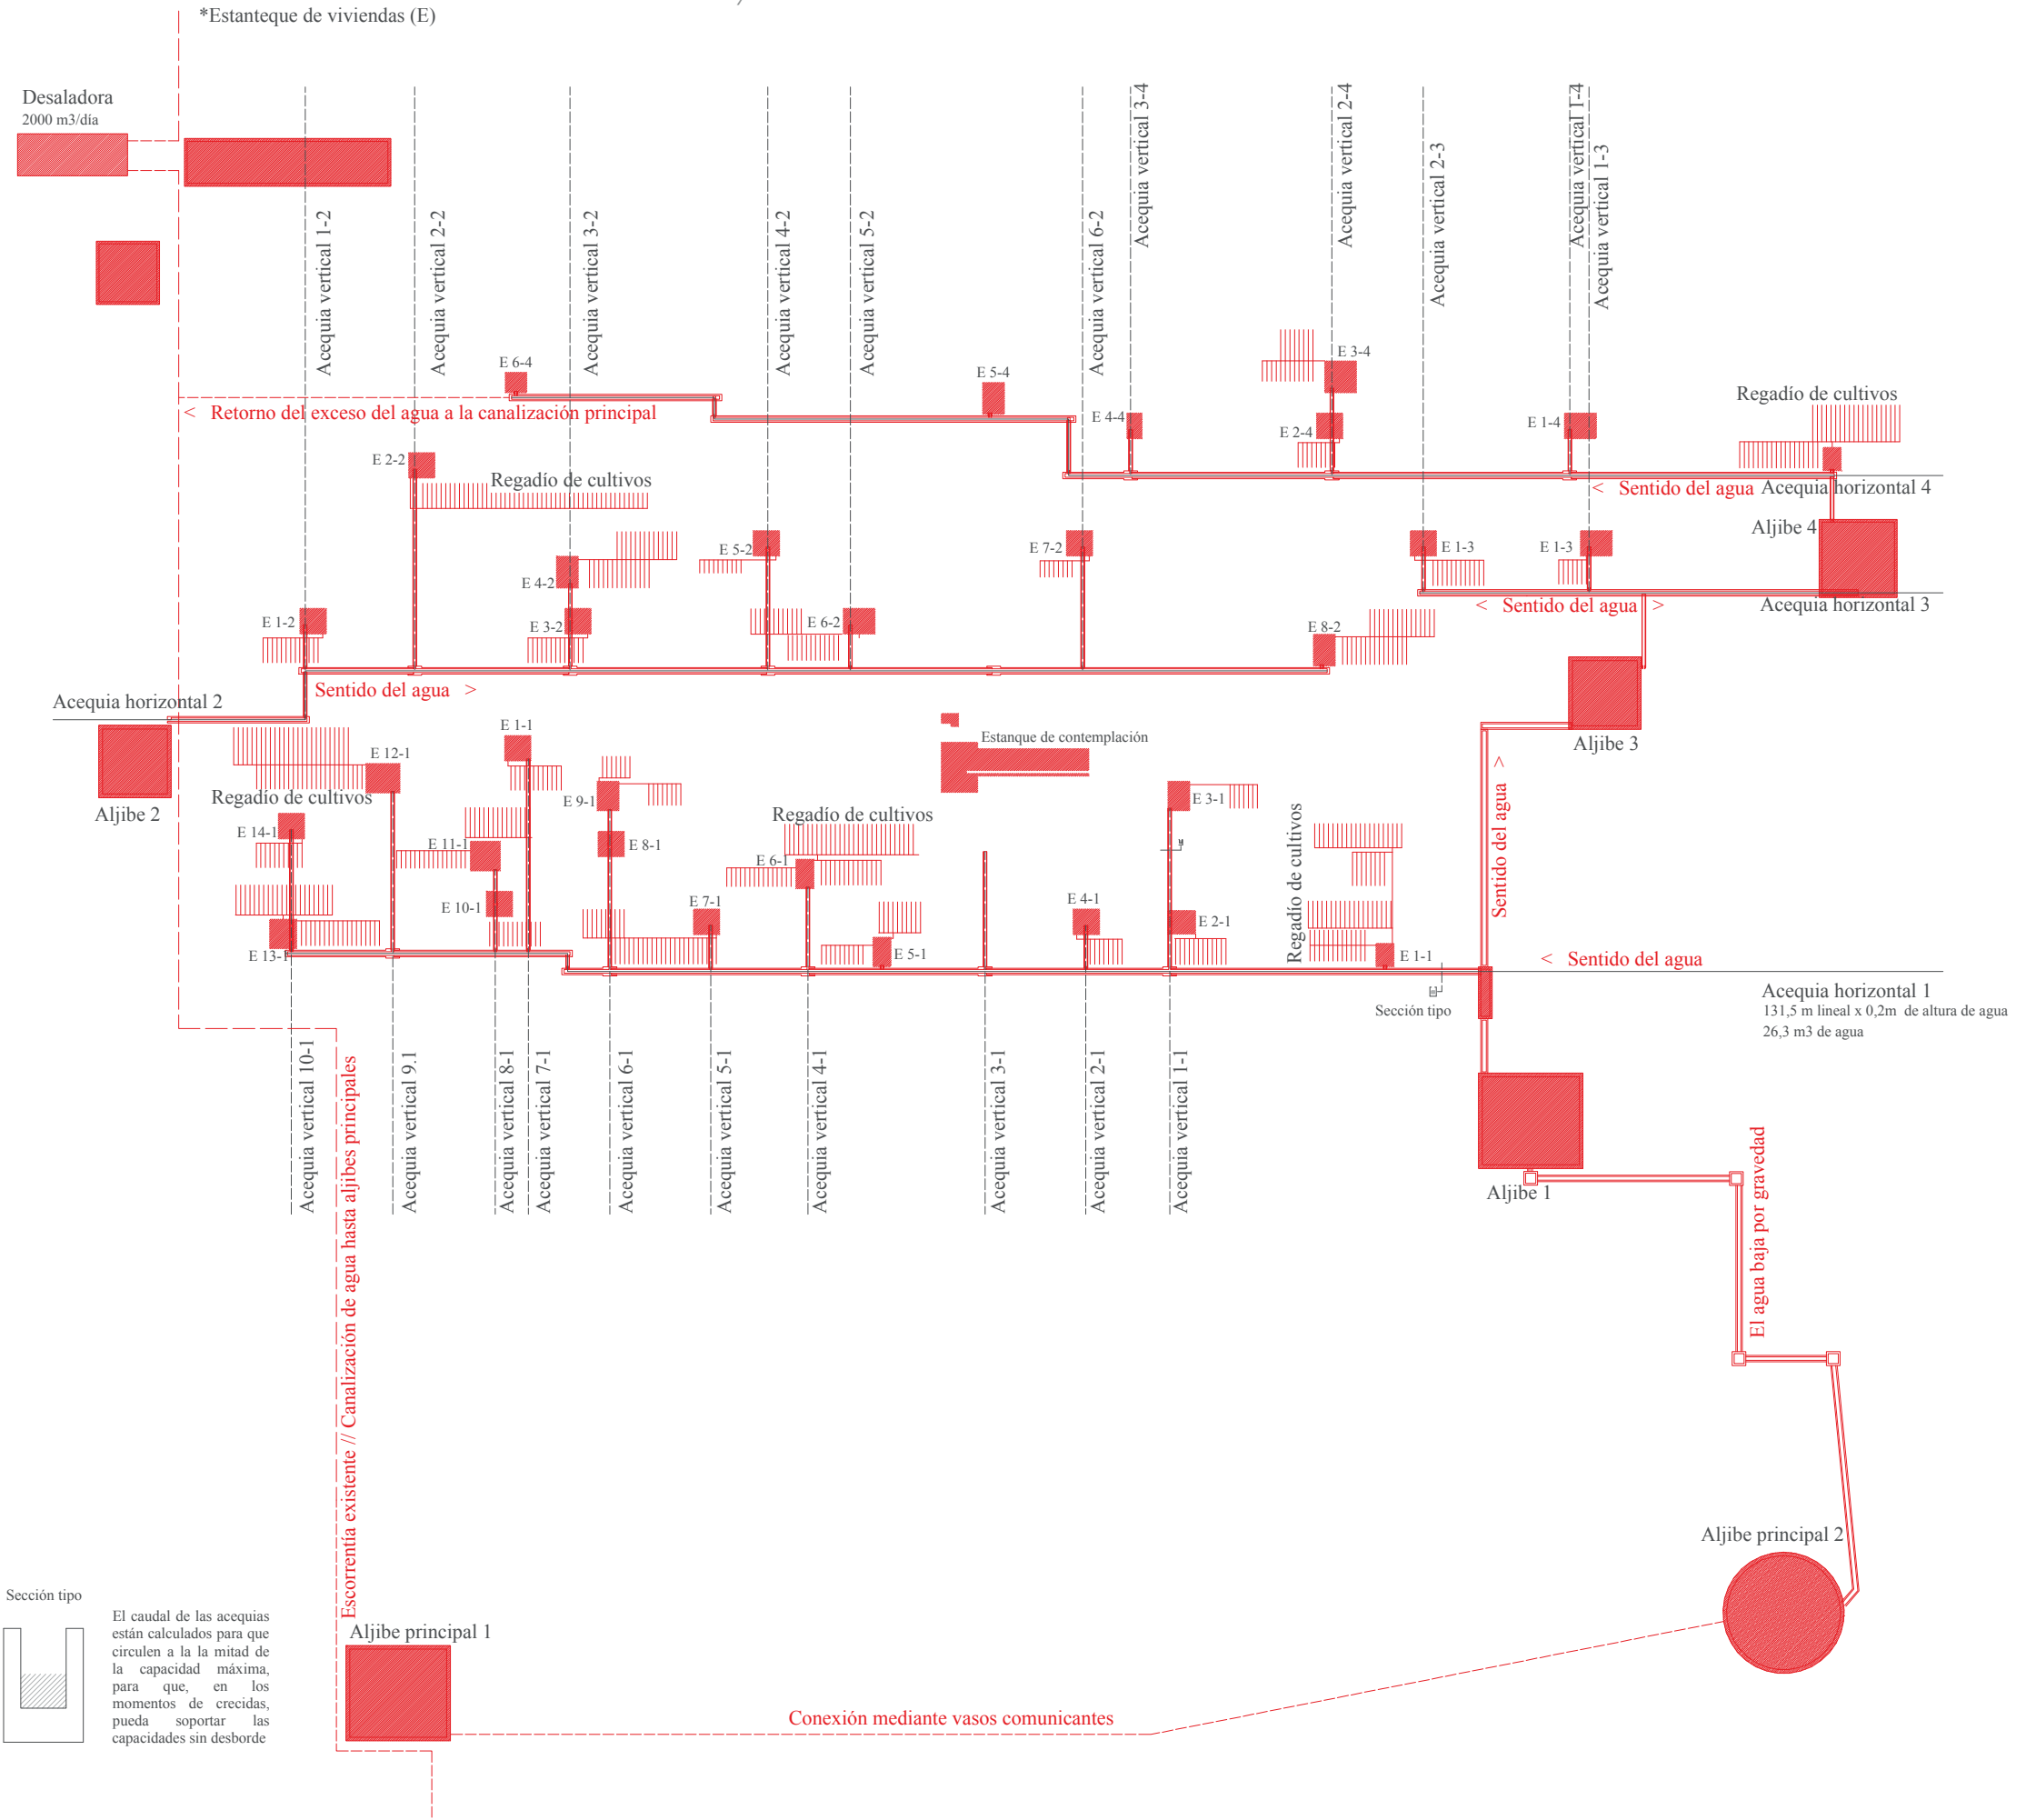 *Estanteque de viviendas (E)
Desaladora
2000 m3/día
Acequia vertical 1-2
Acequia vertical 2-2
Acequia vertical 3-2
Acequia vertical 4-2
Acequia vertical 5-2
Acequia vertical 6-2
Acequia vertical 3-4
Acequia vertical 2-4
Acequia vertical 2-3
Acequia vertical 1-4
Acequia vertical 1-3
E 6-4
E 5-4
E 3-4
Regadío de cultivos
< Retorno del exceso del agua a la canalización principal
E 4-4
E 2-4
E 1-4
E 2-2
Regadío de cultivos
< Sentido del agua
Acequia horizontal 4
Aljibe 4
E 5-2
E 7-2
E 1-3
E 1-3
E 4-2
< Sentido del agua >
Acequia horizontal 3
E 1-2
E 3-2
E 6-2
E 8-2
Sentido del agua >
Acequia horizontal 2
E 1-1
Estanque de contemplación
Aljibe 3
E 12-1
Regadío de cultivos
E 9-1
E 3-1
Aljibe 2
E 14-1
E 11-1
E 8-1
Regadío de cultivos
E 6-1
Regadío de cultivos
Sentido del agua >
E 10-1
E 7-1
E 4-1
E 2-1
E 13-1
E 5-1
E 1-1
< Sentido del agua
Sección tipo
Acequia horizontal 1
131,5 m lineal x 0,2m de altura de agua
26,3 m3 de agua
Acequia vertical 10-1
Acequia vertical 9.1
Acequia vertical 8-1
Acequia vertical 7-1
Acequia vertical 6-1
Acequia vertical 5-1
Acequia vertical 4-1
Acequia vertical 3-1
Acequia vertical 2-1
Acequia vertical 1-1
Aljibe 1
El agua baja por gravedad
Escorrentía existente // Canalización de agua hasta aljibes principales
Aljibe principal 2
Sección tipo
El caudal de las acequias
están calculados para que
circulen a la la mitad de
la capacidad máxima,
para que, en los
momentos de crecidas,
pueda soportar las
capacidades sin desborde
Aljibe principal 1
Conexión mediante vasos comunicantes